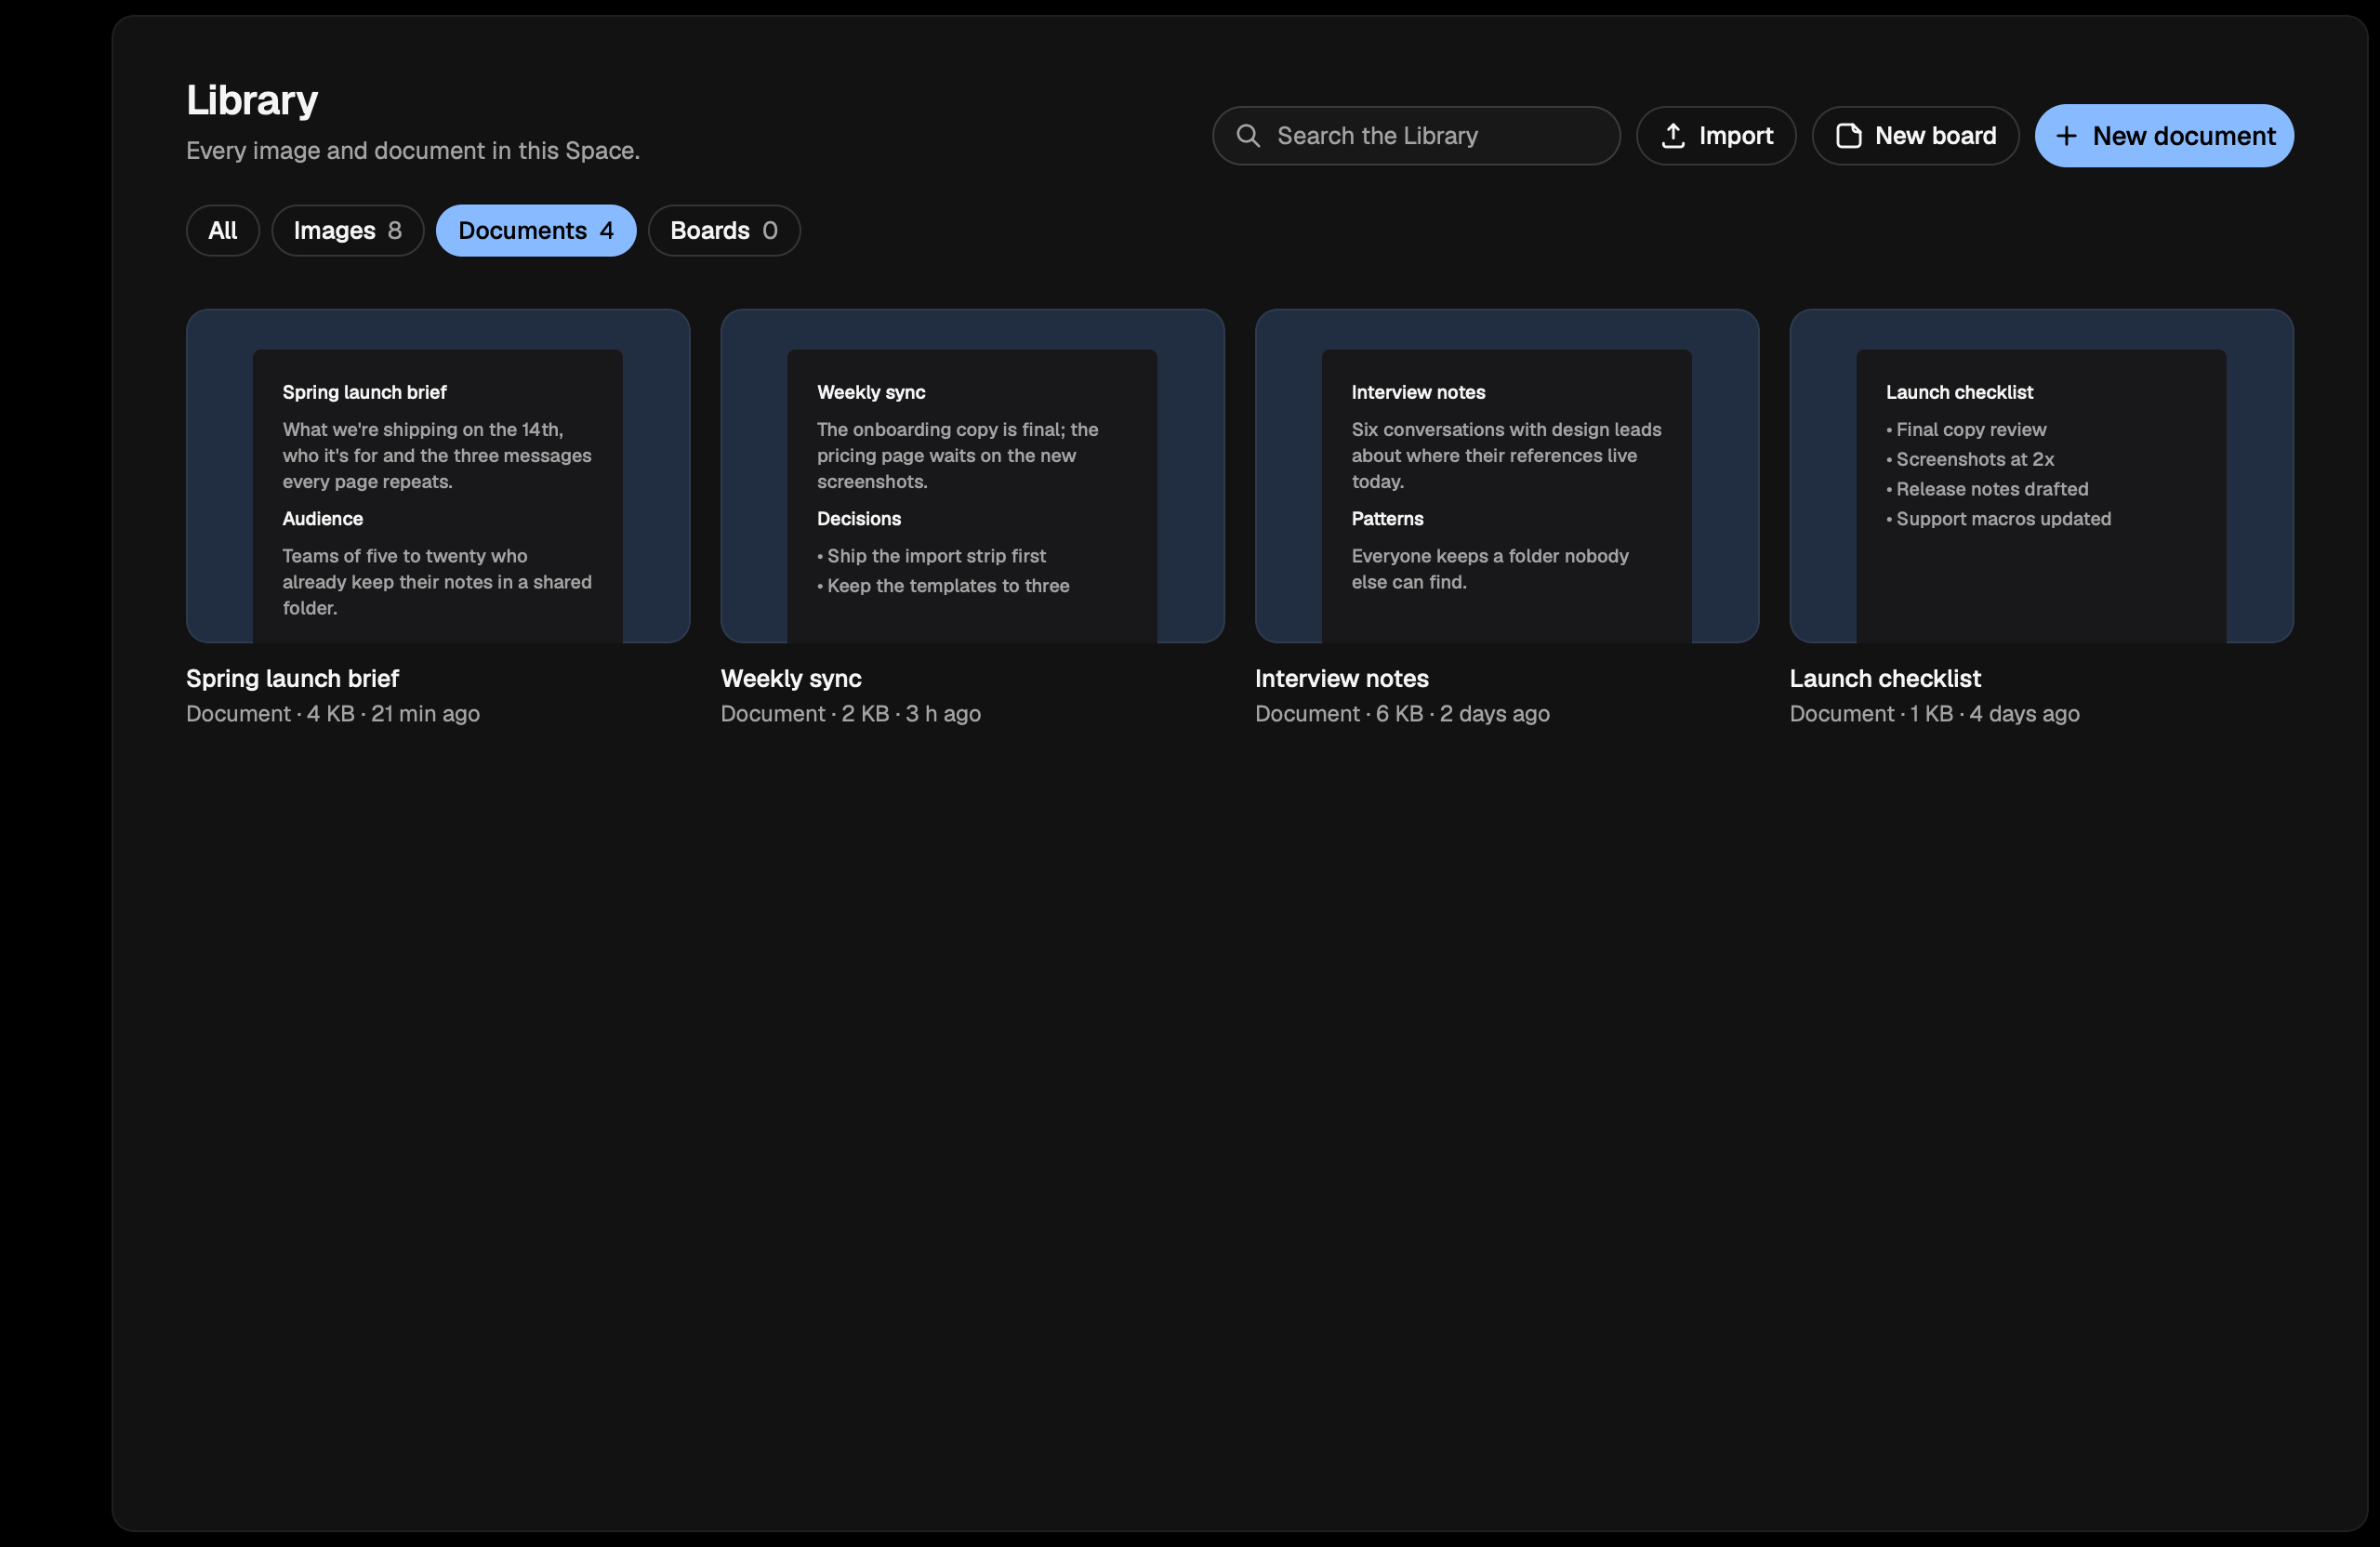 Library
Every image and document in this Space.
Search the Library
Import
New board
New document
All
Images 8
Documents 4
Boards 0
Spring launch brief
What we're shipping on the 14th,
who it's for and the three messages
every page repeats.
Audience
Teams of five to twenty who
already keep their notes in a shared
folder.
Spring launch brief
Document · 4 KB · 21 min ago
Weekly sync
The onboarding copy is final; the
pricing page waits on the new
screenshots.
Decisions
• Ship the import strip first
• Keep the templates to three
Weekly sync
Document · 2 KB · 3 h ago
Interview notes
Six conversations with design leads
about where their references live
today.
Patterns
Everyone keeps a folder nobody
else can find.
Interview notes
Document · 6 KB · 2 days ago
Launch checklist
• Final copy review
• Screenshots at 2x
• Release notes drafted
• Support macros updated
Launch checklist
Document · 1 KB · 4 days ago